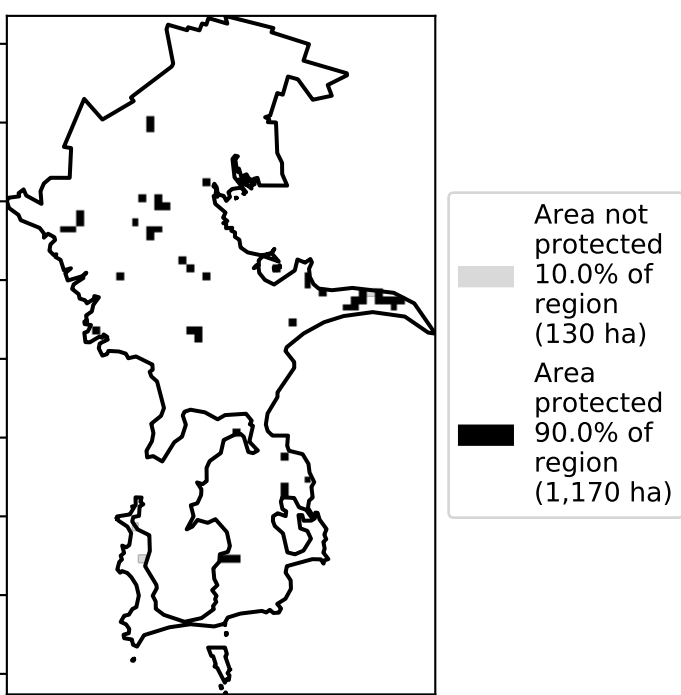 Area not
protected
10.0% of
region
(130 ha)
Area
protected
90.0% of
region
(1,170 ha)